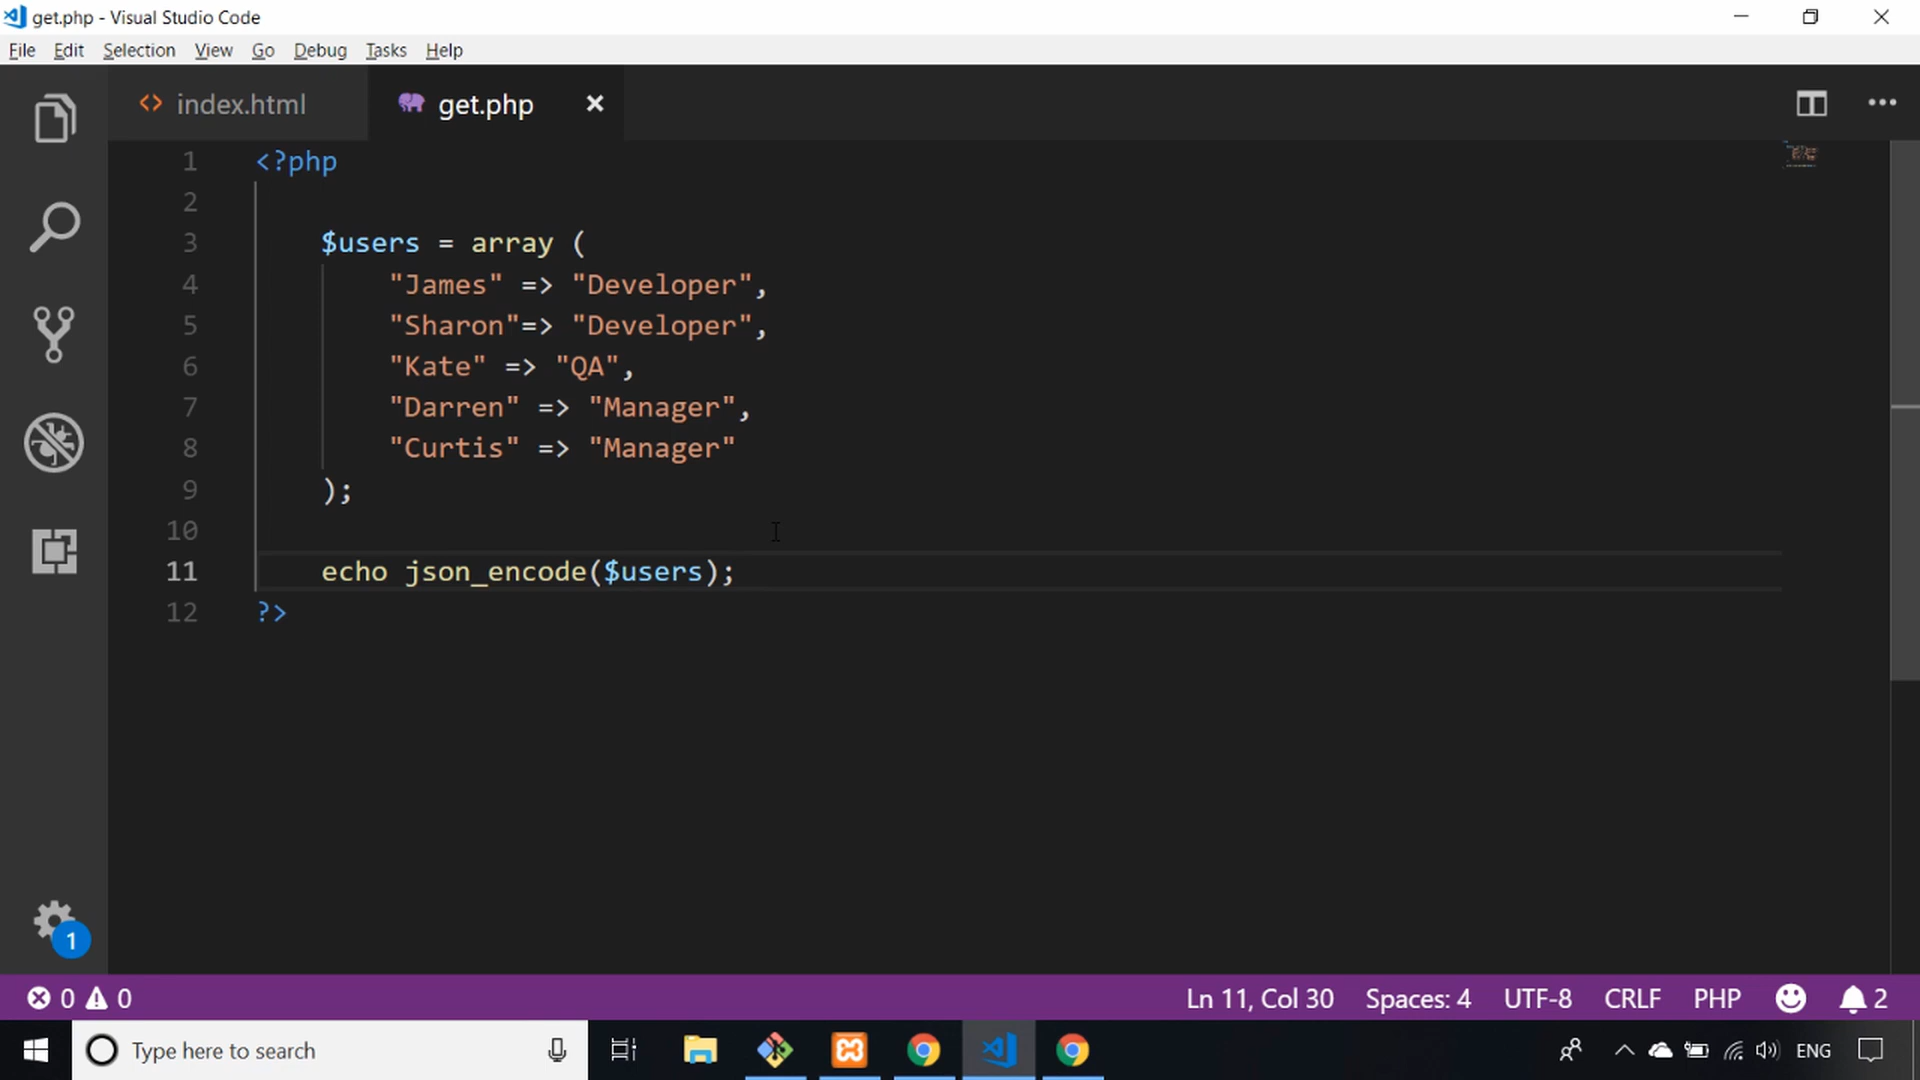 get.php - Visual Studio Code
File Edit Selection View Go Debug Tasks Help
<> index.html get.php
1 <?php
2
3 $users = array (
4 "James" => "Developer",
5 "Sharon"=> "Developer",
6 "Kate" => "QA",
7 "Darren" => "Manager",
8 "Curtis" => "Manager"
9 );
10
11 echo json_encode($users);
12 ?>
1
0 0 Ln 11, Col 30 Spaces: 4 UTF-8 CRLF PHP 2
Type here to search ENG